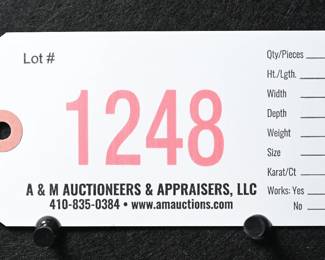 Lot #
1248
A & M AUCTIONEERS & APPRAISERS, LLC
410-835-0384 • www.amauctions.com
Qty/Pieces
Ht./Lgth.
Width
Depth
Weight
Size
Karat/Ct
Works: Yes
No